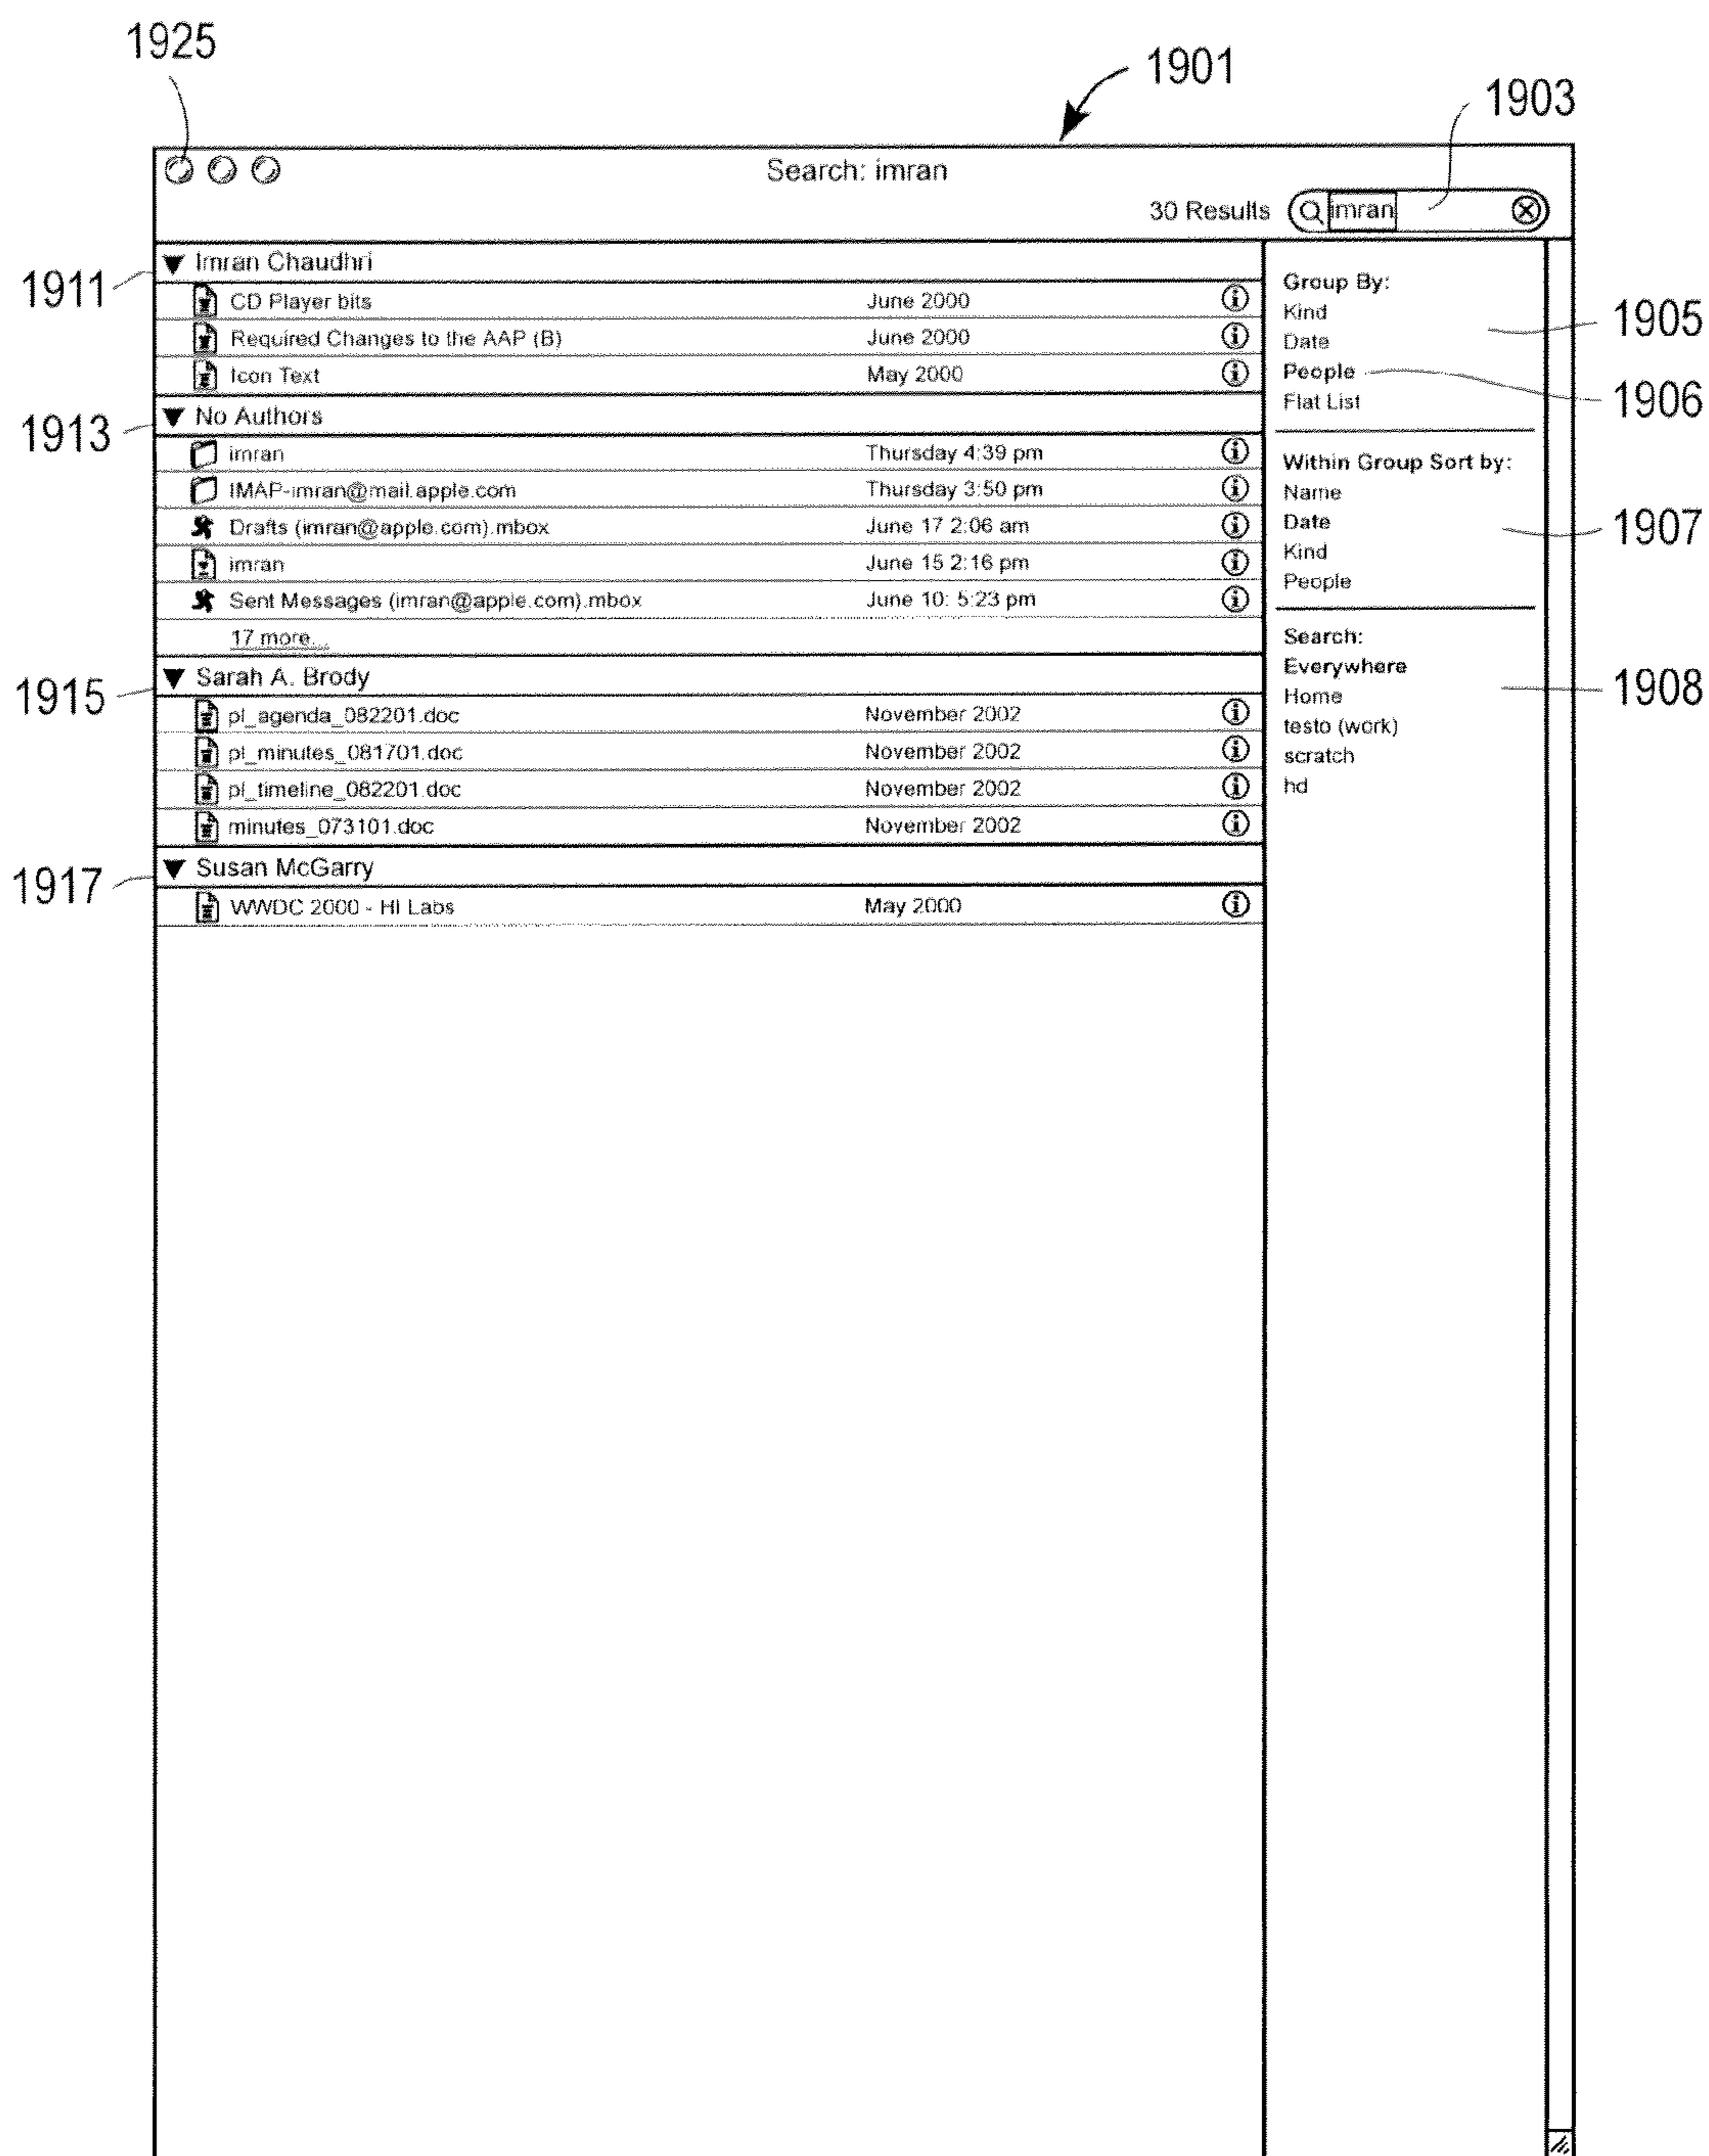 1925
1901
1903
Search: imran
30 Results imran
1911
Imran Chaudhri
CD Player bits June 2000
Required Changes to the AAP (B) June 2000
Icon Text May 2000
1913
No Authors
imran Thursday 4:39 pm
IMAP-imran@mail.apple.com Thursday 3:50 pm
Drafts (imran@apple.com).mbox June 17 2:06 am
imran June 15 2:16 pm
Sent Messages (imran@apple.com).mbox June 10: 5:23 pm
17 more...
1915
Sarah A. Brody
pl_agenda_082201.doc November 2002
pl_minutes_081701.doc November 2002
pl_timeline_082201.doc November 2002
minutes_073101.doc November 2002
1917
Susan McGarry
WWDC 2000 - HI Labs May 2000
Group By:
Kind
Date
People
Flat List
1905
1906
Within Group Sort by:
Name
Date
Kind
People
1907
Search:
Everywhere
Home
testo (work)
scratch
hd
1908